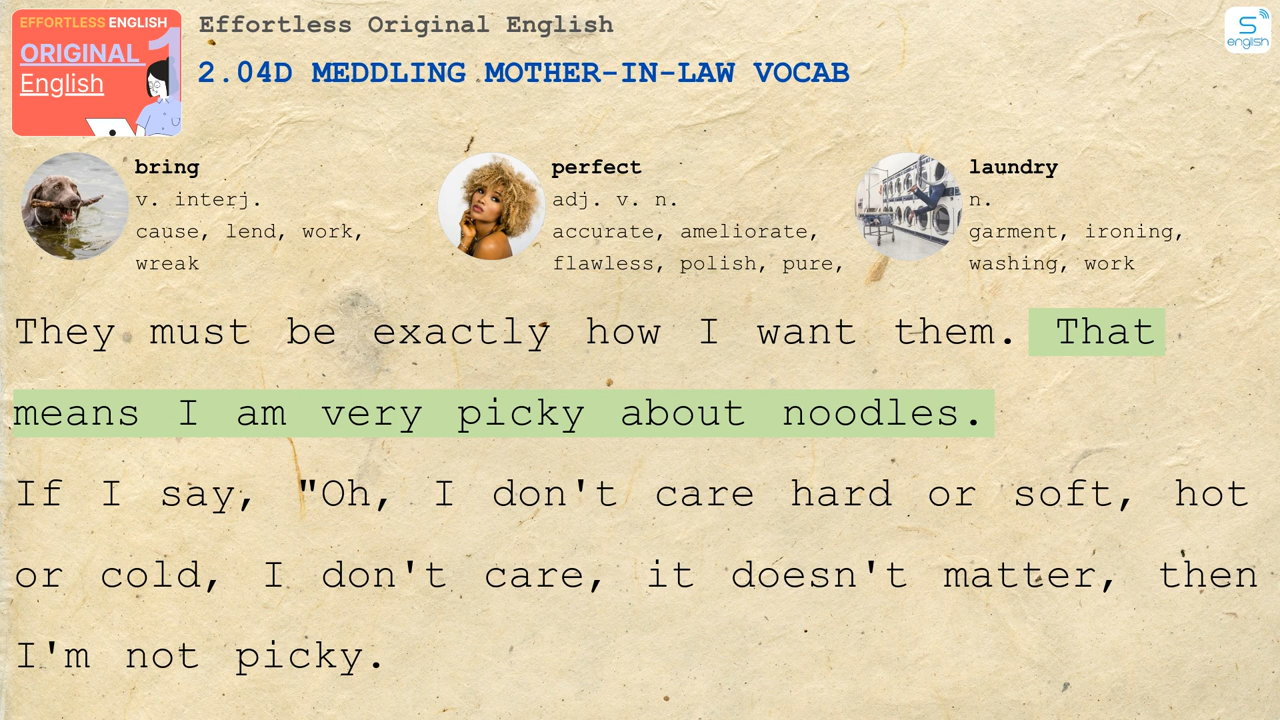 EFFORTLESS ENGLISH
ORIGINAL 1
English
Effortless Original English
2.04D MEDDLING MOTHER-IN-LAW VOCAB
S
english
bring
v. interj.
cause, lend, work,
wreak
perfect
adj. v. n.
accurate, ameliorate,
flawless, polish, pure,
laundry
n.
garment, ironing,
washing, work
They must be exactly how I want them. That
means I am very picky about noodles.
If I say, "Oh, I don't care hard or soft, hot
or cold, I don't care, it doesn't matter, then
I'm not picky.